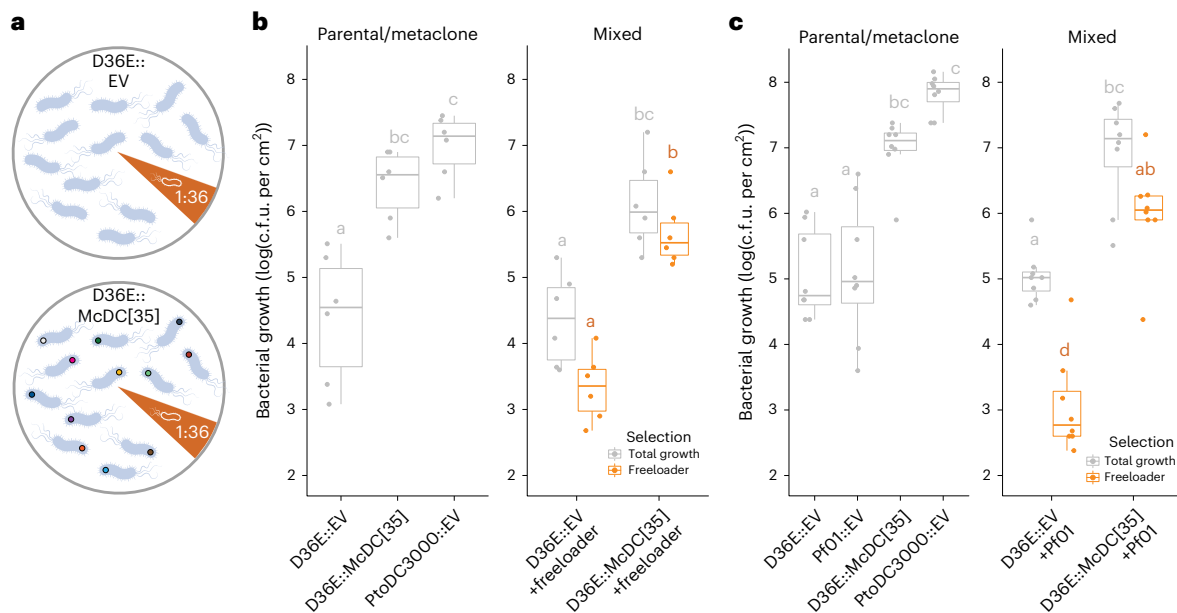 a
D36E::
EV
1:36
D36E::
McDC[35]
1:36
b
Parental/metaclone
Mixed
Bacterial growth (log(c.f.u. per cm²))
8
7
6
5
4
3
2
a
bc
c
8
7
6
5
4
3
2
a
a
bc
b
Selection
Total growth
Freeloader
D36E::EV
D36E::McDC[35]
PtoDC3000::EV
D36E::EV
+freeloader
D36E::McDC[35]
+freeloader
c
Parental/metaclone
Mixed
Bacterial growth (log(c.f.u. per cm²))
8
7
6
5
4
3
2
a
a
bc
c
8
7
6
5
4
3
2
a
d
bc
ab
Selection
Total growth
Freeloader
D36E::EV
Pf01::EV
D36E::McDC[35]
PtoDC3000::EV
D36E::EV
+Pf01
D36E::McDC[35]
+Pf01